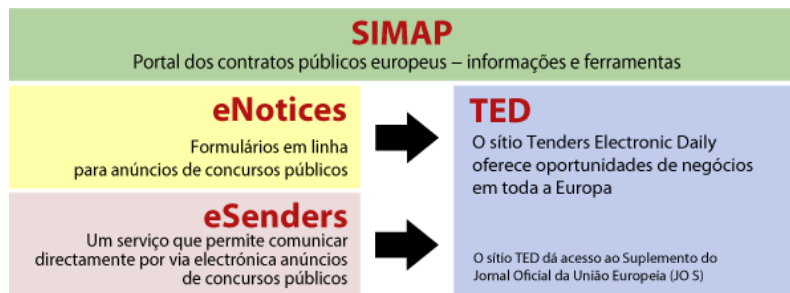 SIMAP
Portal dos contratos públicos europeus – informações e ferramentas
eNotices
Formulários em linha
para anúncios de concursos públicos
eSenders
Um serviço que permite comunicar
directamente por via electrónica anúncios
de concursos públicos
TED
O sítio Tenders Electronic Daily
oferece oportunidades de negócios
em toda a Europa
O sítio TED dá acesso ao Suplemento do
Jornal Oficial da União Europeia (JO S)